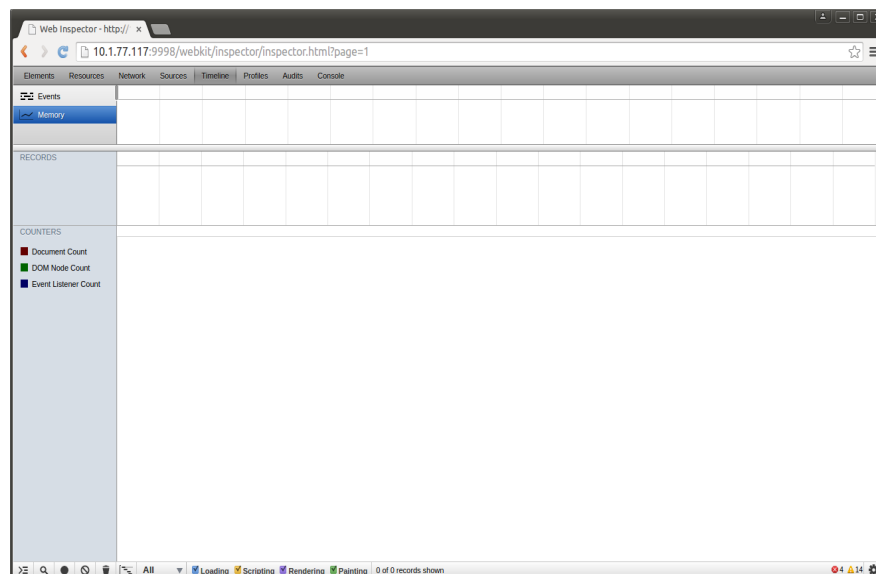 Web Inspector - http://
10.1.77.117:9998/webkit/inspector/inspector.html?page=1
Elements Resources Network Sources Timeline Profiles Audits Console
Events
Memory
RECORDS
COUNTERS
Document Count
DOM Node Count
Event Listener Count
All Loading Scripting Rendering Painting 0 of 0 records shown 4 14